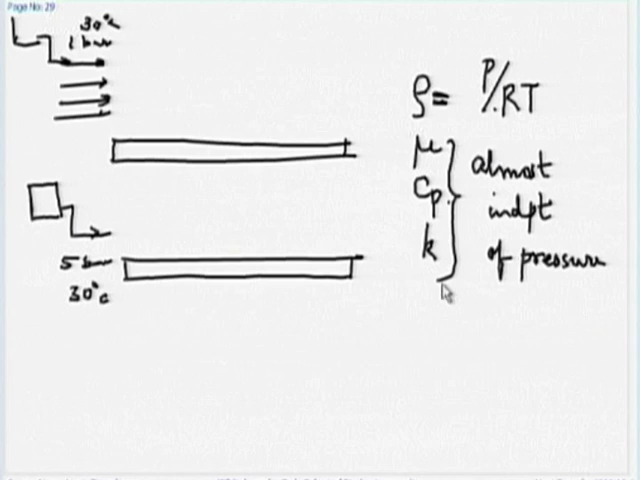 Page No: 29
30°c
1 bar
ρ = P/RT
μ
Cp
k
almost
indpt
of pressure
5 bar
30°c